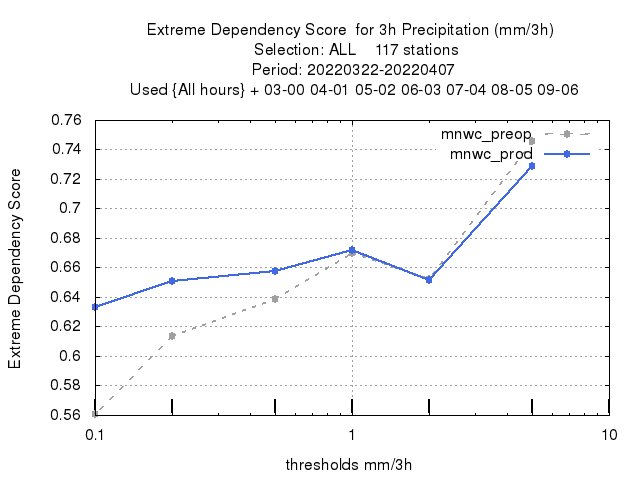 Extreme Dependency Score  for 3h Precipitation (mm/3h)
Selection: ALL    117 stations
Period: 20220322-20220407
Used {All hours} + 03-00 04-01 05-02 06-03 07-04 08-05 09-06
mnwc_preop
mnwc_prod
Extreme Dependency Score
0.76
0.74
0.72
0.7
0.68
0.66
0.64
0.62
0.6
0.58
0.56
0.1
1
10
thresholds mm/3h